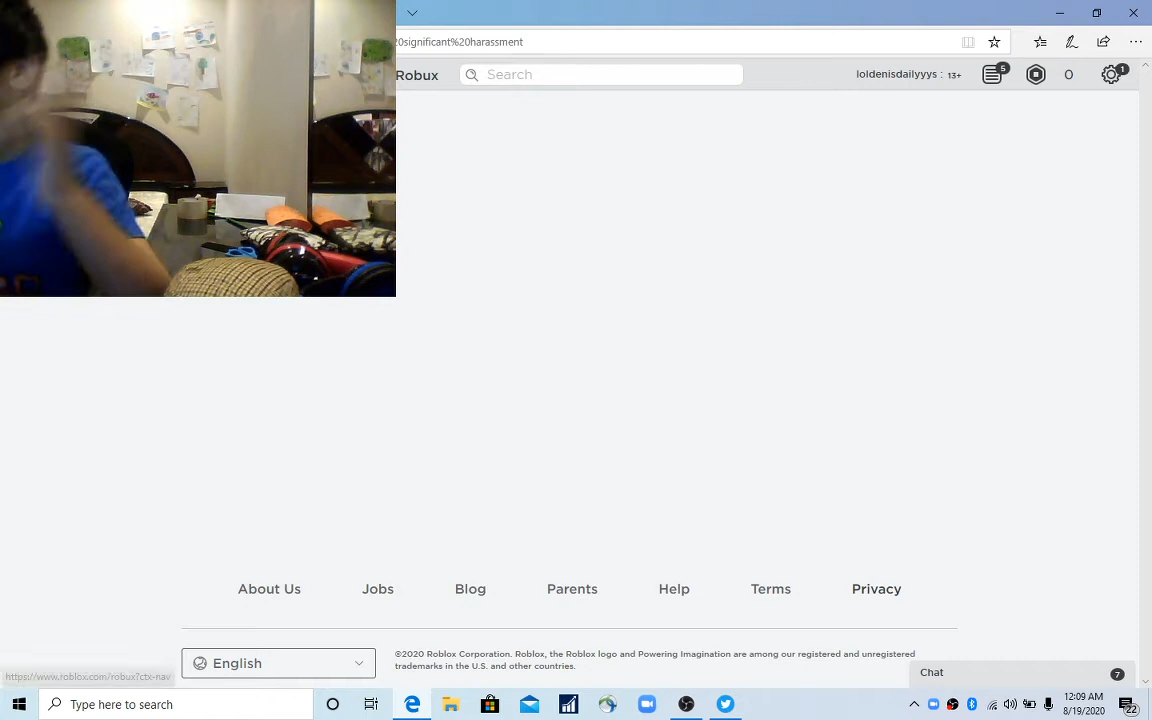 20significant%20harassment
Robux
Search
loldenisdailyyys : 13+
5
0
1
About Us
Jobs
Blog
Parents
Help
Terms
Privacy
English
©2020 Roblox Corporation. Roblox, the Roblox logo and Powering Imagination are among our registered and unregistered
trademarks in the U.S. and other countries.
Chat
7
https://www.roblox.com/robux?ctx=nav
Type here to search
12:09 AM
8/19/2020
22